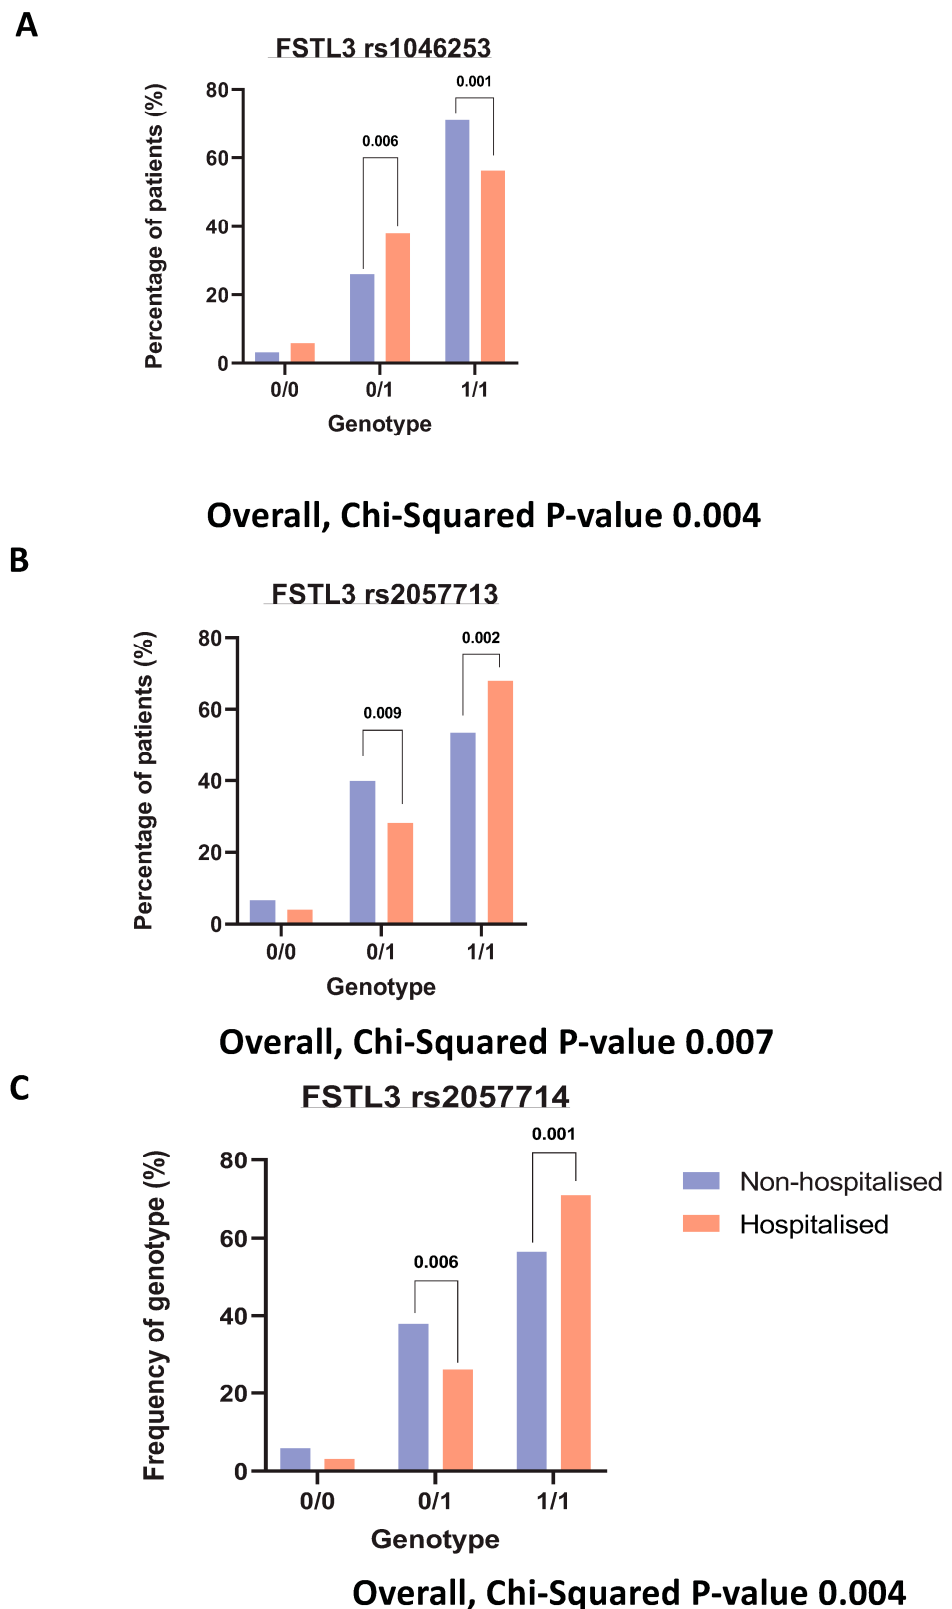 A
FSTL3 rs1046253
Percentage of patients (%)
80
60
40
20
0
0.006
0.001
0/0 0/1 1/1
Genotype
Overall, Chi-Squared P-value 0.004
B
FSTL3 rs2057713
Percentage of patients (%)
80
60
40
20
0
0.009
0.002
0/0 0/1 1/1
Genotype
Overall, Chi-Squared P-value 0.007
C
FSTL3 rs2057714
Frequency of genotype (%)
80
60
40
20
0
0.006
0.001
0/0 0/1 1/1
Genotype
Non-hospitalised
Hospitalised
Overall, Chi-Squared P-value 0.004